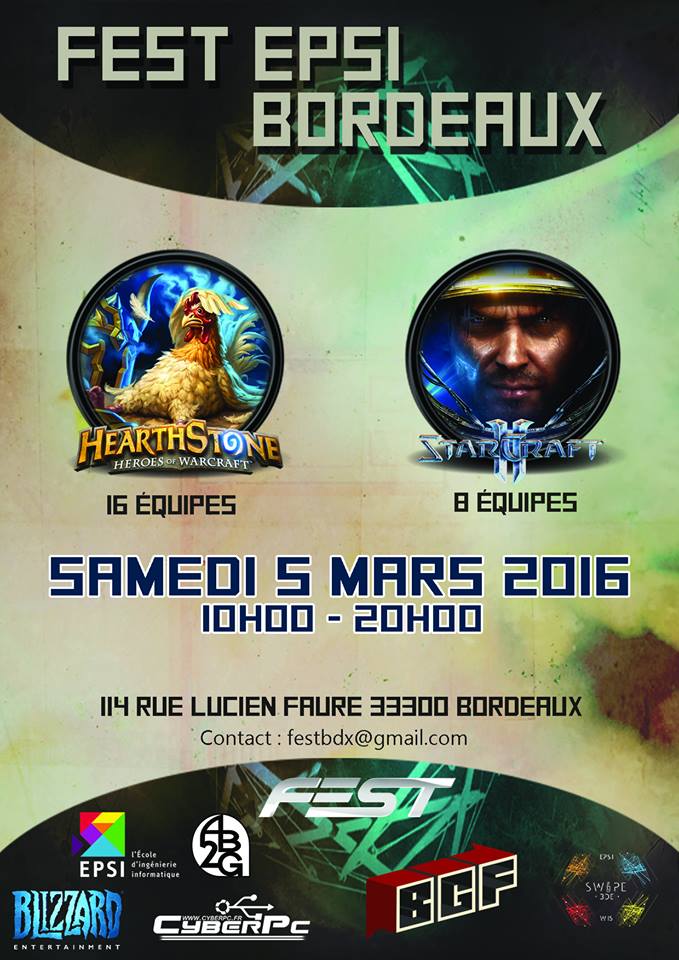 FEST EPSI
BORDEAUX
HEARTHSTONE
HEROES OF WARCRAFT
STARCRAFT
II
16 ÉQUIPES
8 ÉQUIPES
SAMEDI 5 MARS 2016
10H00 - 20H00
114 RUE LUCIEN FAURE 33300 BORDEAUX
Contact : festbdx@gmail.com
FEST
EPSI
l'École
d'ingénierie
informatique
BLIZZARD
ENTERTAINMENT
WWW.CYBERPC.FR
CYBERPC
BGF
EPSI
SWOPE
3DE
WIS